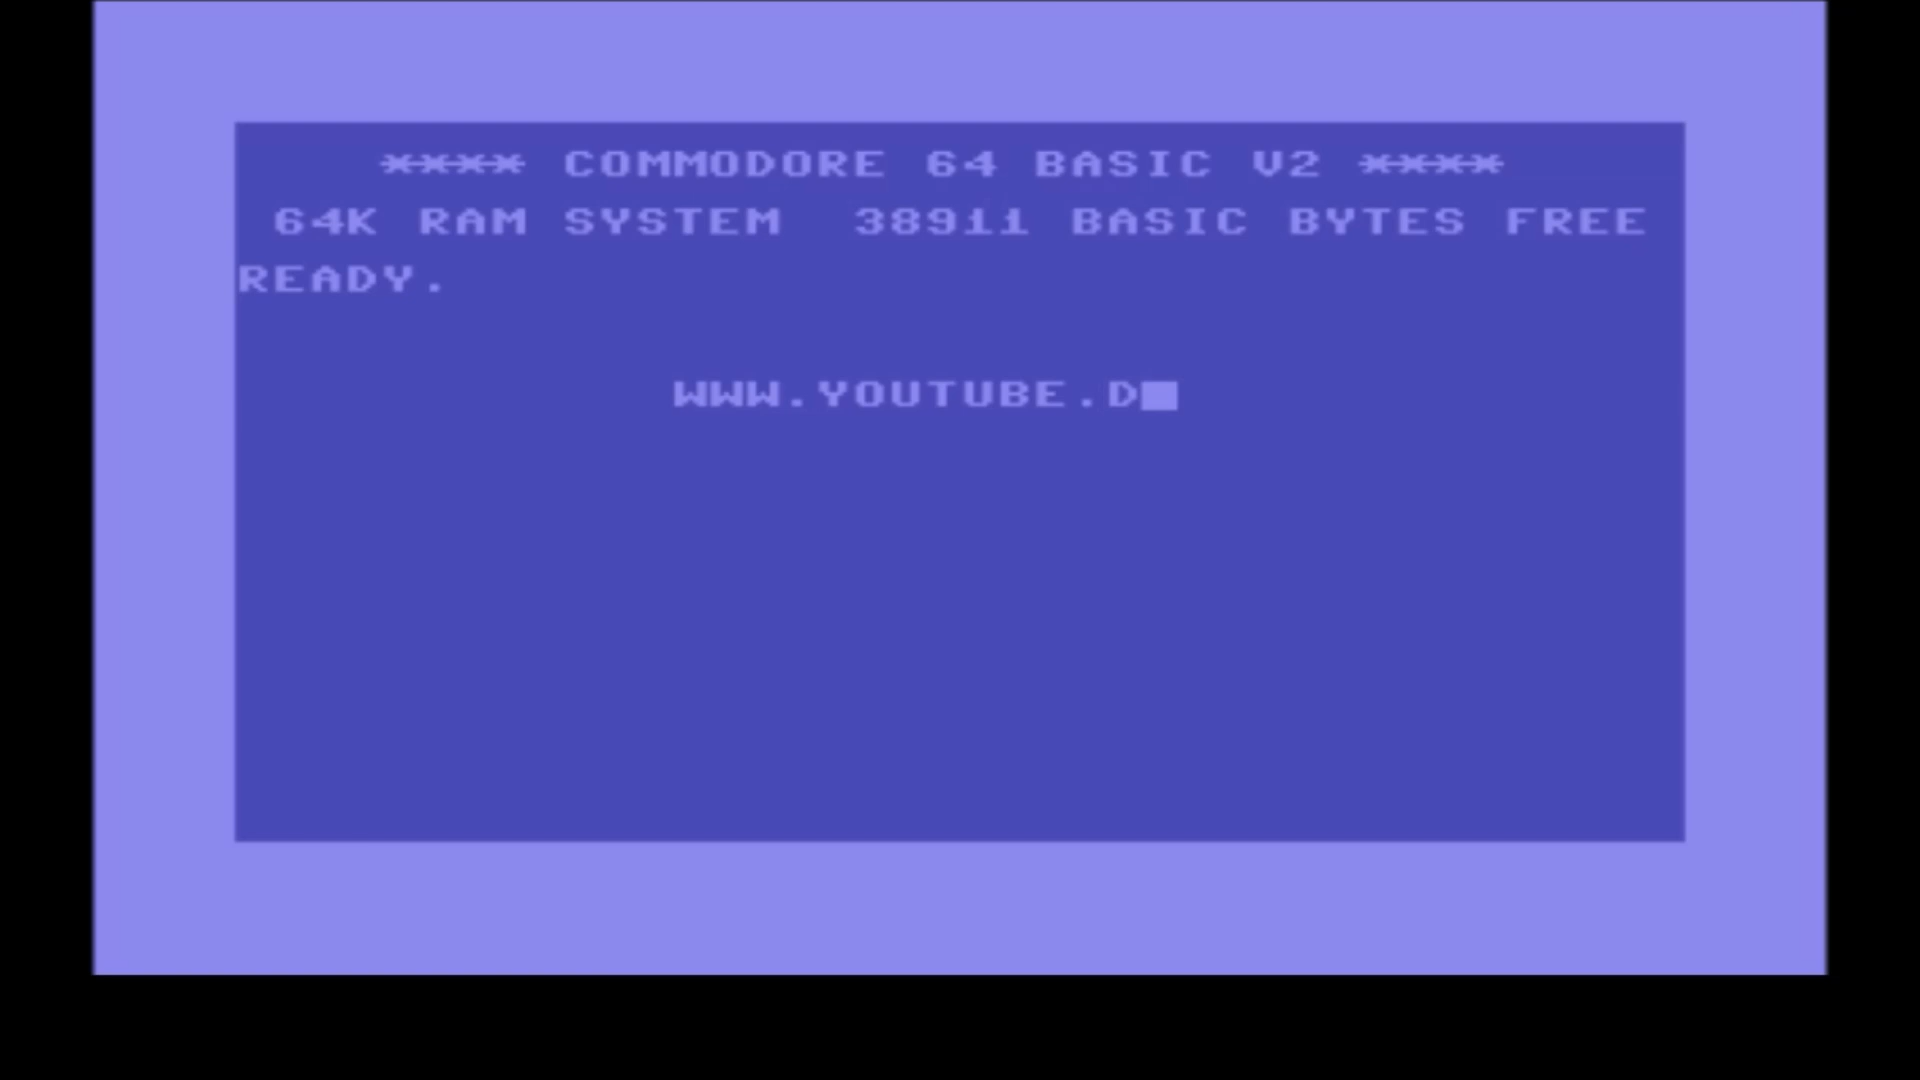 **** COMMODORE 64 BASIC V2 ****
64K RAM SYSTEM  38911 BASIC BYTES FREE
READY.
WWW.YOUTUBE.D